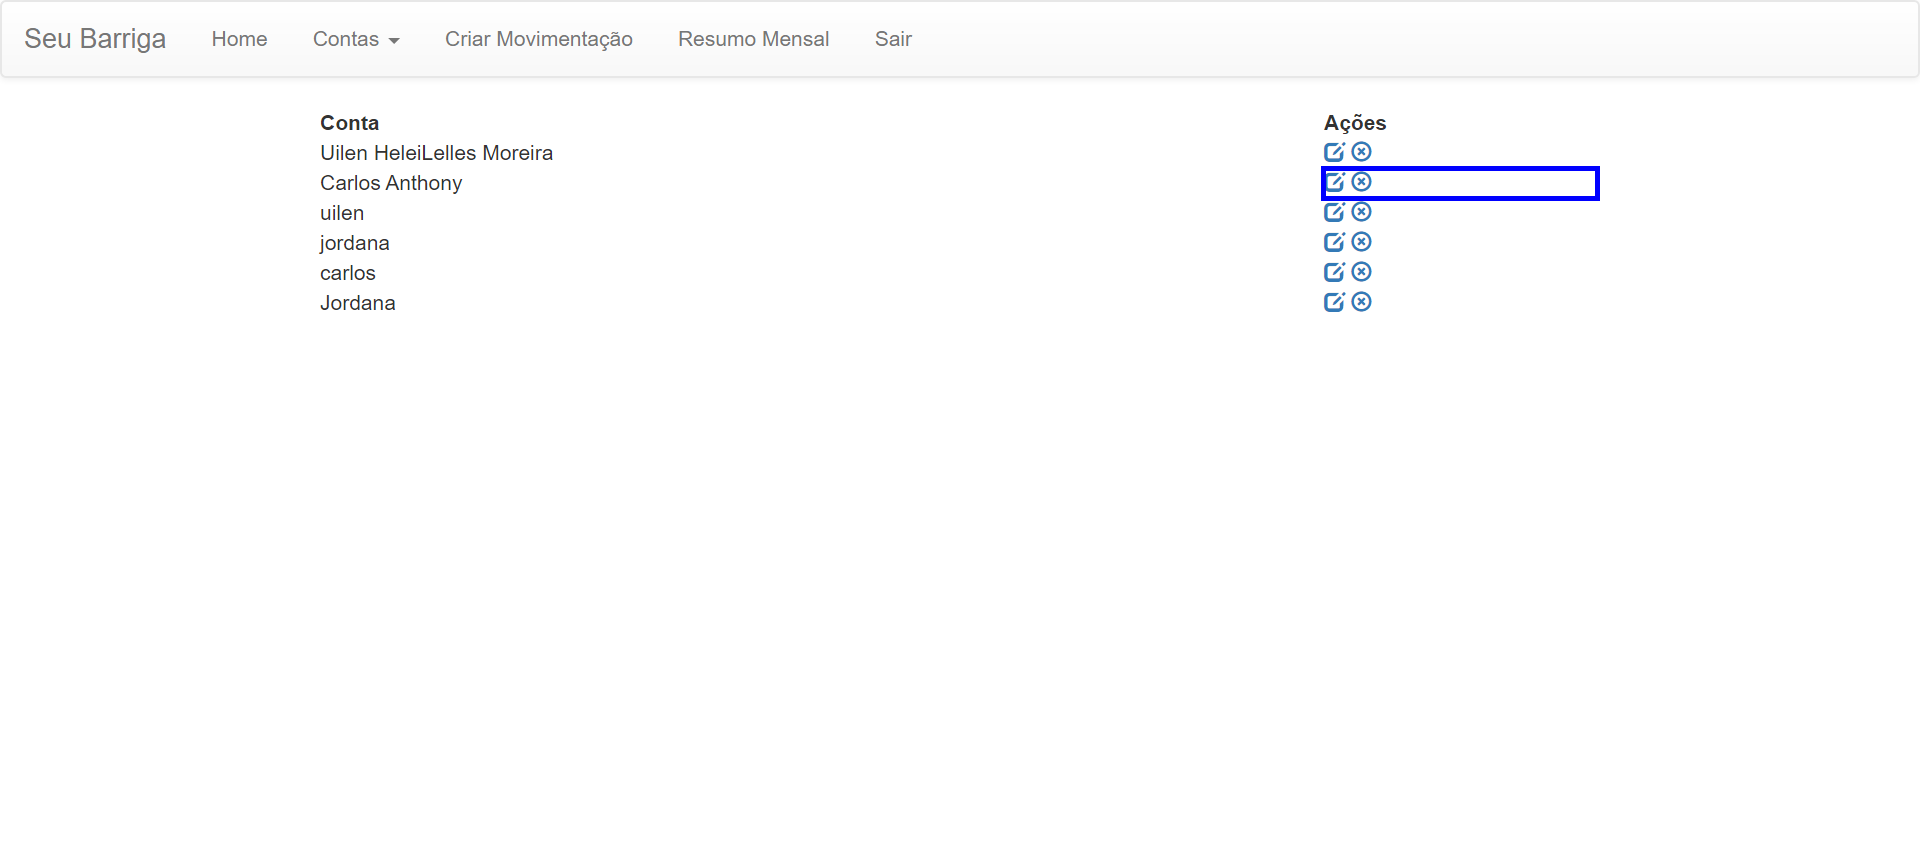 Seu Barriga Home Contas Criar Movimentação Resumo Mensal Sair
Conta Ações
Uilen HeleiLelles Moreira
Carlos Anthony
uilen
jordana
carlos
Jordana